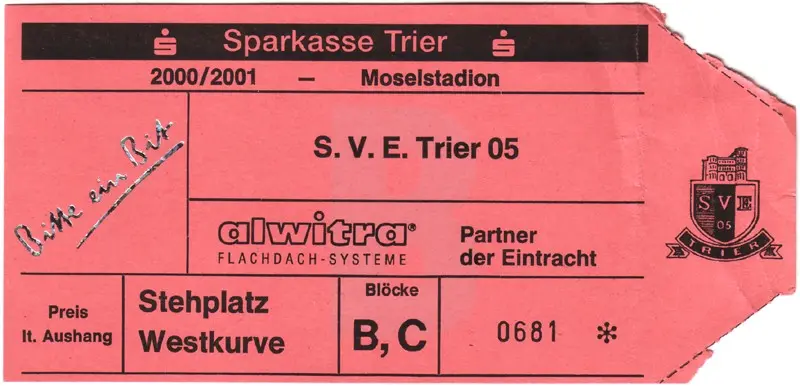 Sparkasse Trier
2000/2001 – Moselstadion
Bitte ein Bit
S. V. E. Trier 05
alwitra®
FLACHDACH-SYSTEME
Partner
der Eintracht
S V E
05
TRIER
Preis
lt. Aushang
Stehplatz
Westkurve
Blöcke
B, C
0681 *